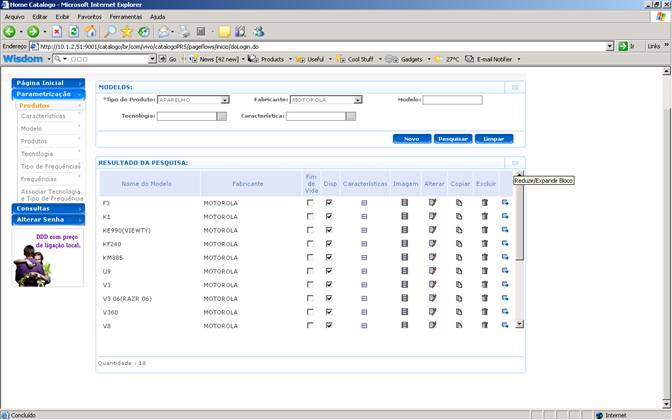 Home Catalogo - Microsoft Internet Explorer
Arquivo Editar Exibir Favoritos Ferramentas Ajuda
Endereço http://10.1.2.51:9001/catalogo/br/com/vivo/catalogoPRS/pageflows/inicio/doLogin.do Ir Links
Wisdom Go News [42 new] Products Useful Cool Stuff Gadgets 27°C E-mail Notifier
Página Inicial
Parametrização
Produtos
Características
Modelo
Produtos
Tecnologia
Tipo de Frequências
Frequências
Associar Tecnologia e Tipo de Frequência
Consultas
Alterar Senha
DDD com preço
de ligação local.
MODELOS:
*Tipo de Produto: APARELHO Fabricante: MOTOROLA Modelo:
Tecnologia: Característica:
Novo Pesquisar Limpar
RESULTADO DA PESQUISA:
Reduzir/Expandir Bloco
Nome do Modelo Fabricante Fim de Vida Disp Características Imagem Alterar Copiar Excluir
F3 MOTOROLA
K1 MOTOROLA
KE990(VIEWTY) MOTOROLA
KF240 MOTOROLA
KM385 MOTOROLA
U9 MOTOROLA
V3 MOTOROLA
V3 06(RAZR 06) MOTOROLA
V360 MOTOROLA
V8 MOTOROLA
Quantidade : 18
Concluído Internet